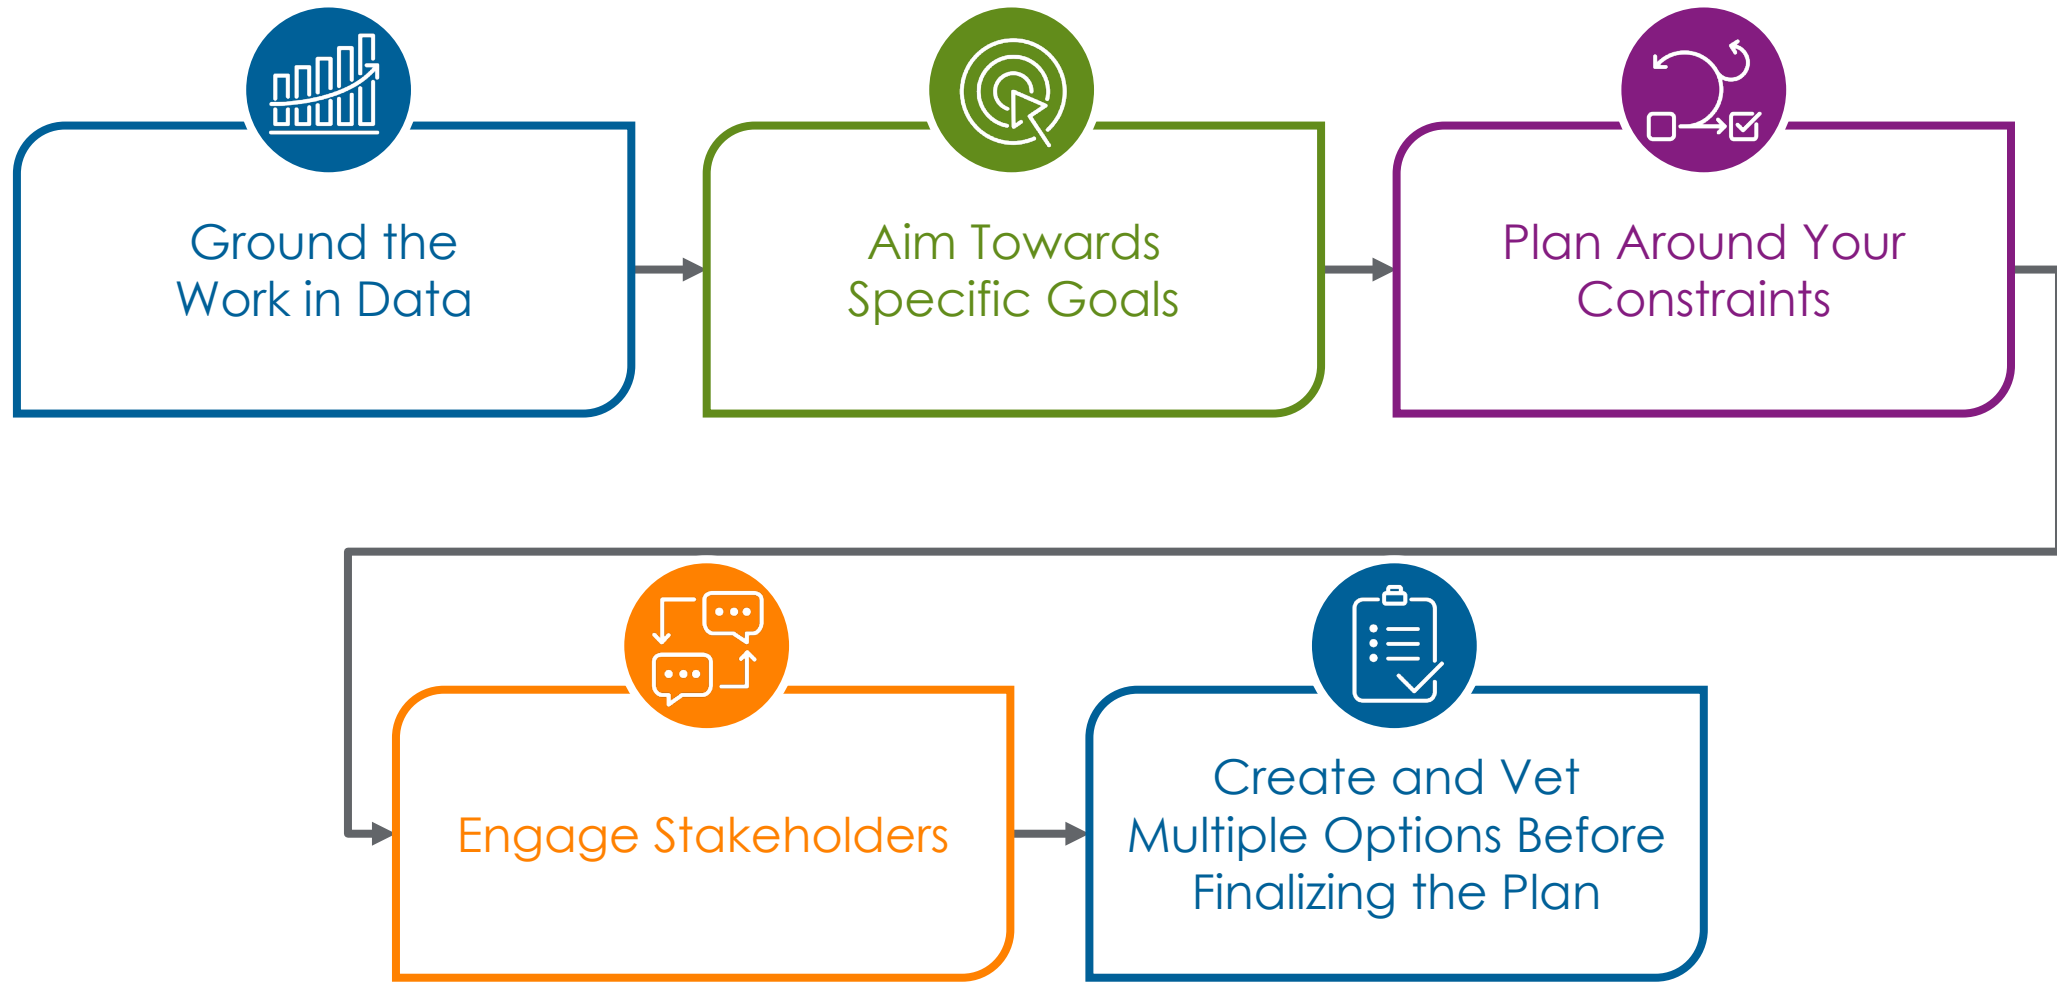 Ground the
Work in Data
Aim Towards
Specific Goals
Plan Around Your
Constraints
Engage Stakeholders
Create and Vet
Multiple Options Before
Finalizing the Plan